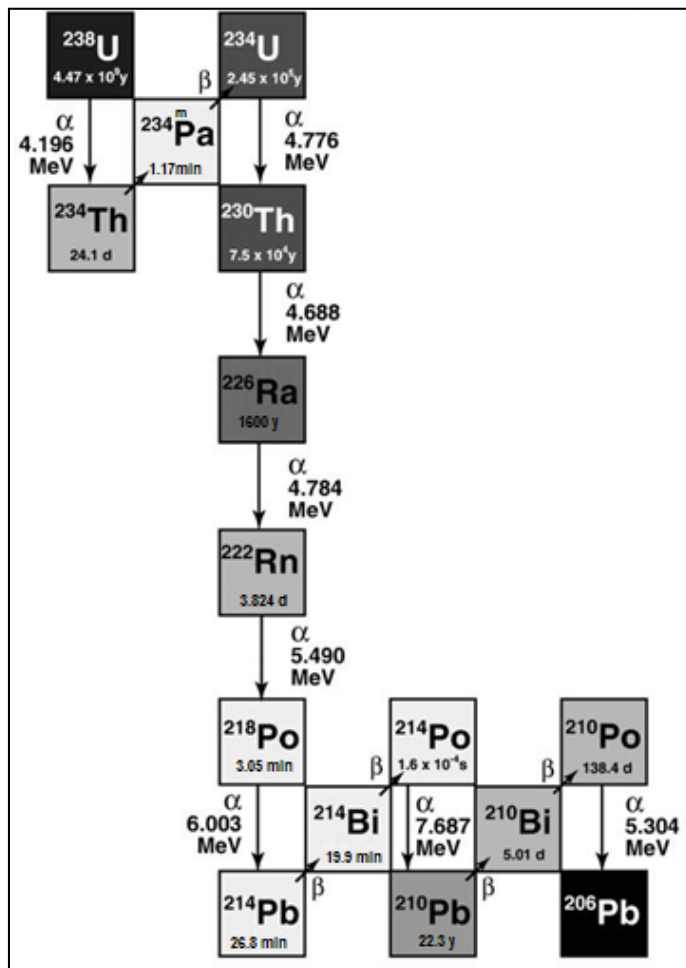 ²³⁸U
4.47 x 10⁹y
²³⁴U
2.45 x 10⁵y
β
α
4.196
MeV
²³⁴ᵐPa
1.17min
α
4.776
MeV
²³⁴Th
24.1 d
²³⁰Th
7.5 x 10⁴y
α
4.688
MeV
²²⁶Ra
1600 y
α
4.784
MeV
²²²Rn
3.824 d
α
5.490
MeV
²¹⁸Po
3.05 min
²¹⁴Po
1.6 x 10⁻⁴s
²¹⁰Po
138.4 d
β
β
α
6.003
MeV
²¹⁴Bi
19.9 min
α
7.687
MeV
²¹⁰Bi
5.01 d
α
5.304
MeV
²¹⁴Pb
26.8 min
β
²¹⁰Pb
22.3 y
β
²⁰⁶Pb